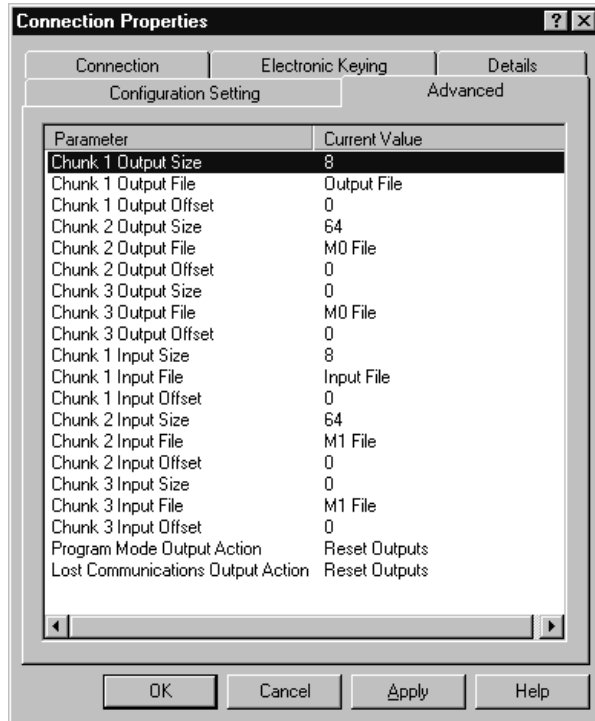 Connection Properties
Connection Electronic Keying Details
Configuration Setting Advanced
Parameter Current Value
Chunk 1 Output Size 8
Chunk 1 Output File Output File
Chunk 1 Output Offset 0
Chunk 2 Output Size 64
Chunk 2 Output File M0 File
Chunk 2 Output Offset 0
Chunk 3 Output Size 0
Chunk 3 Output File M0 File
Chunk 3 Output Offset 0
Chunk 1 Input Size 8
Chunk 1 Input File Input File
Chunk 1 Input Offset 0
Chunk 2 Input Size 64
Chunk 2 Input File M1 File
Chunk 2 Input Offset 0
Chunk 3 Input Size 0
Chunk 3 Input File M1 File
Chunk 3 Input Offset 0
Program Mode Output Action Reset Outputs
Lost Communications Output Action Reset Outputs
OK Cancel Apply Help